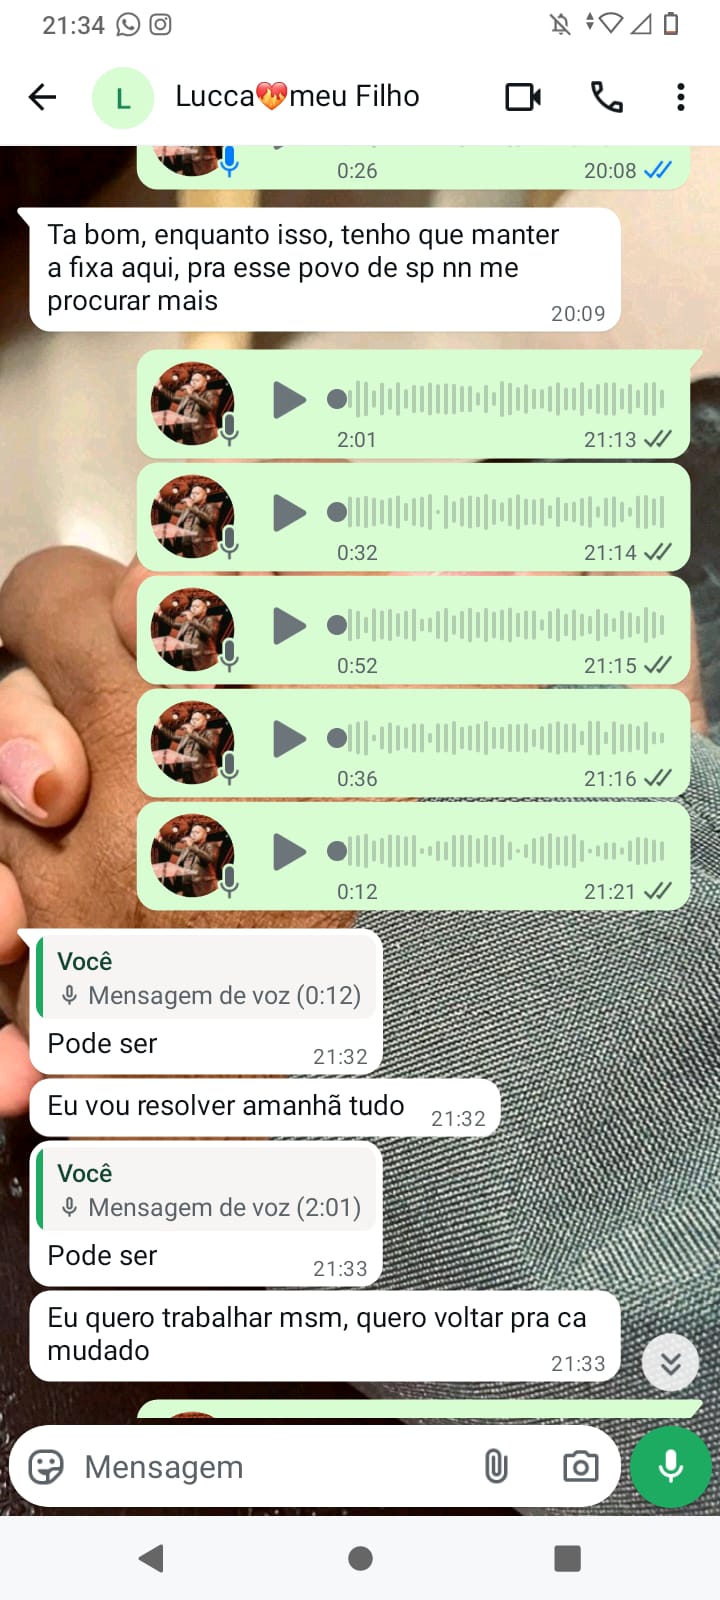 21:34
L
Lucca❤️‍🔥meu Filho
0:26 20:08
Ta bom, enquanto isso, tenho que manter
a fixa aqui, pra esse povo de sp nn me
procurar mais
20:09
2:01 21:13
0:32 21:14
0:52 21:15
0:36 21:16
0:12 21:21
Você
Mensagem de voz (0:12)
Pode ser
21:32
Eu vou resolver amanhã tudo 21:32
Você
Mensagem de voz (2:01)
Pode ser
21:33
Eu quero trabalhar msm, quero voltar pra ca
mudado
21:33
Mensagem